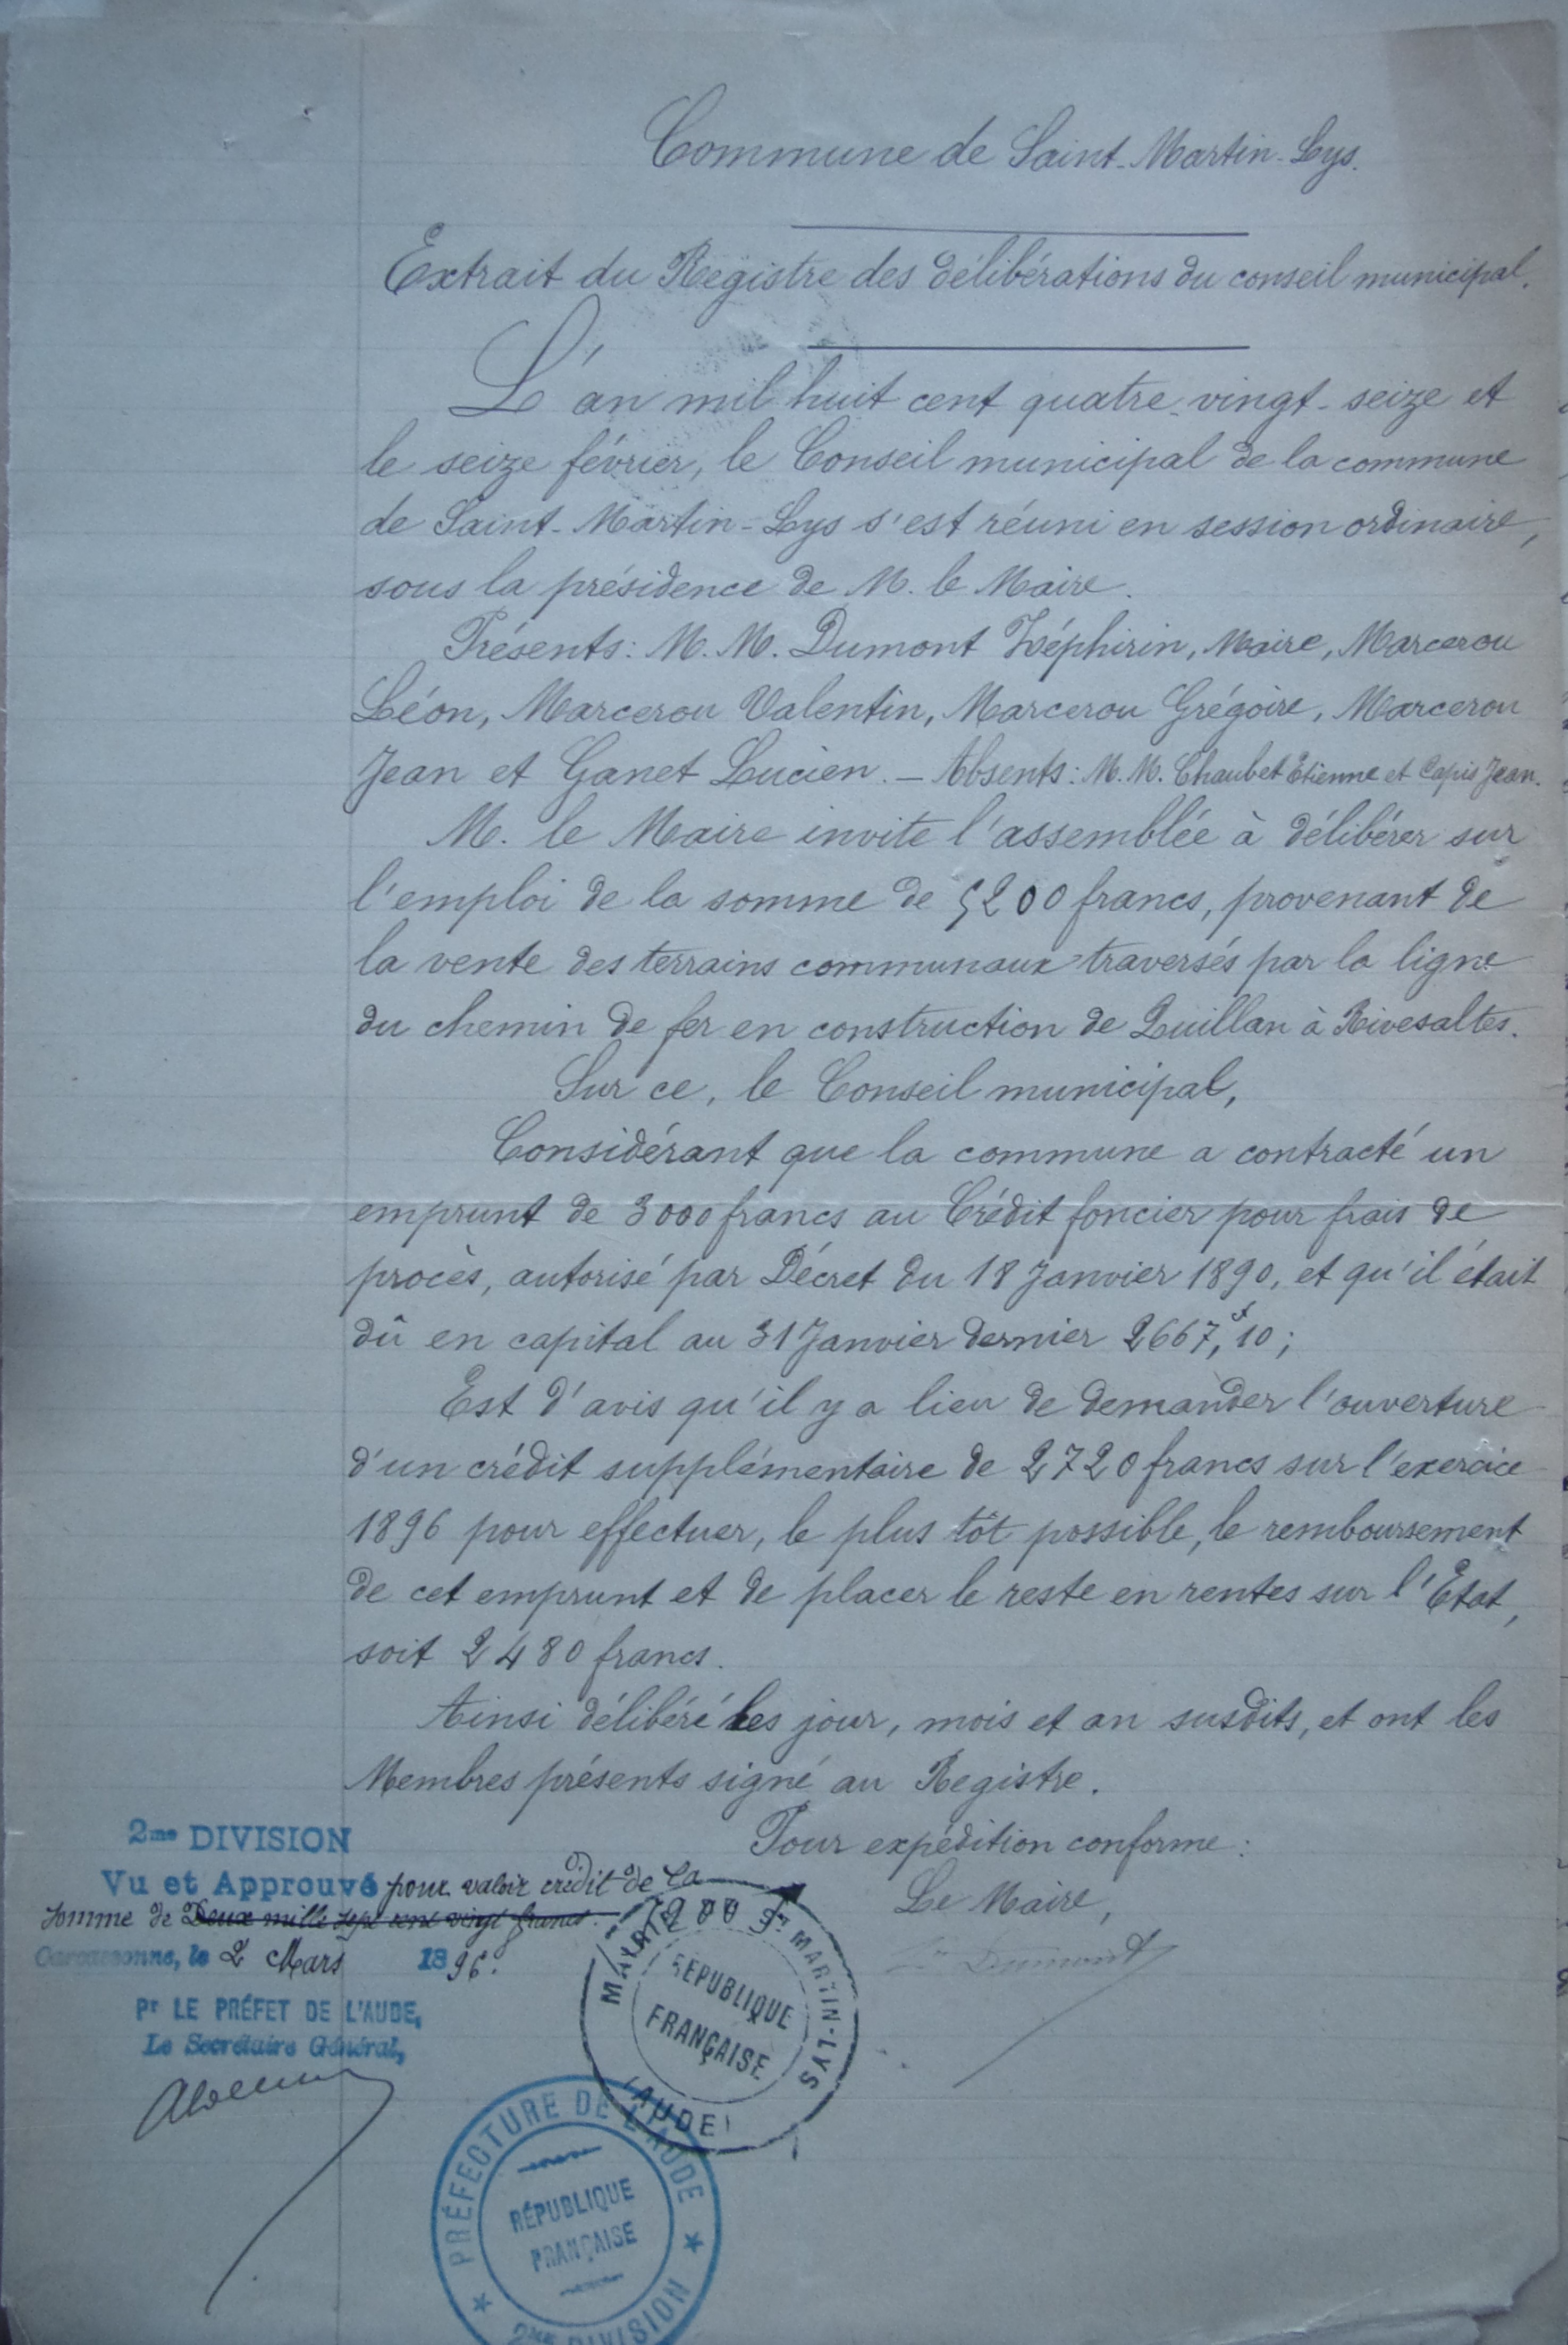 Commune de Saint-Martin-Lys.
Extrait du Registre des délibérations du conseil municipal.
L'an mil huit cent quatre-vingt-seize et
le seize février, le Conseil municipal de la commune
de Saint-Martin-Lys s'est réuni en session ordinaire,
sous la présidence de M. le Maire.
Présents: M.M. Dumont Zéphirin, Maire, Marcerou
Léon, Marcerou Valentin, Marcerou Grégoire, Marcerou
Jean et Ganet Lucien. — Absents: M.M. Chaubet Etienne et Capis Jean.
M. le Maire invite l'assemblée à délibérer sur
l'emploi de la somme de 5200 francs, provenant de
la vente des terrains communaux traversés par la ligne
du chemin de fer en construction de Quillan à Rivesaltes.
Sur ce, le Conseil municipal,
Considérant que la commune a contracté un
emprunt de 3000 francs au Crédit foncier pour frais de
procès, autorisé par Décret du 18 Janvier 1890, et qu'il était
dû en capital au 31 Janvier dernier 2667,f10;
Est d'avis qu'il y a lieu de demander l'ouverture
d'un crédit supplémentaire de 2720 francs sur l'exercice
1896 pour effectuer, le plus tôt possible, le remboursement
de cet emprunt et de placer le reste en rentes sur l'Etat,
soit 2480 francs.
Ainsi délibéré les jour, mois et an susdits, et ont les
Membres présents signé au Registre.
Pour expédition conforme:
Le Maire,
Dumont
2me DIVISION
Vu et Approuvé pour valoir crédit de la
somme de Deux mille sept cent vingt francs.
Carcassonne, le 2 Mars 1896.
Pr LE PRÉFET DE L'AUDE,
Le Secrétaire Général,
MAIRIE DE ST MARTIN-LYS
RÉPUBLIQUE
FRANÇAISE
(AUDE)
PRÉFECTURE DE L'AUDE
RÉPUBLIQUE
FRANÇAISE
2ME DIVISION